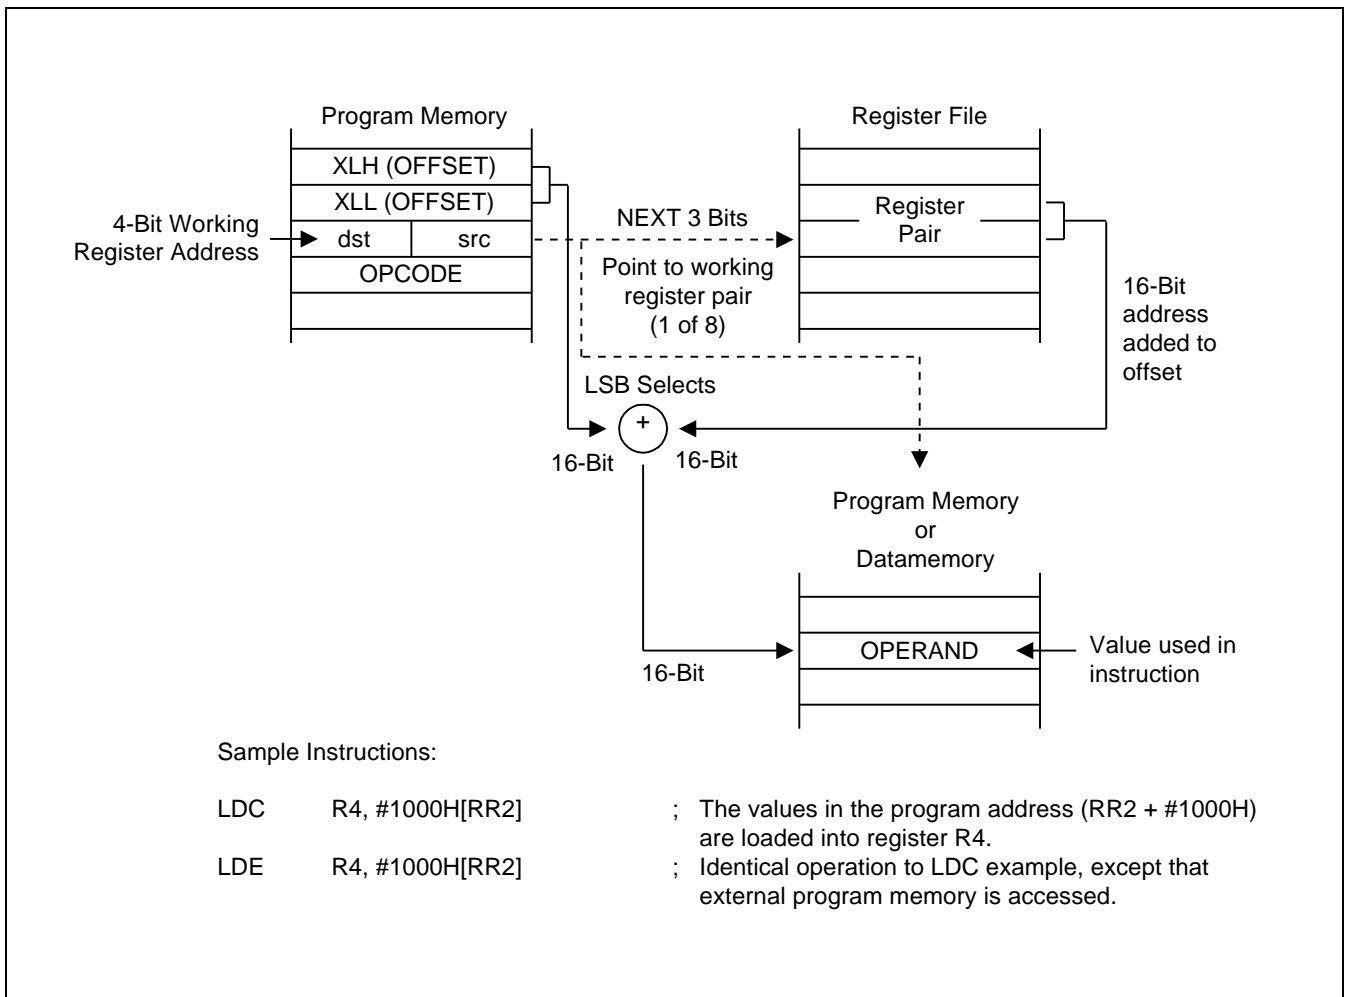 Program Memory
Register File
XLH (OFFSET)
XLL (OFFSET)
4-Bit Working
Register Address
dst
src
OPCODE
NEXT 3 Bits
Point to working
register pair
(1 of 8)
Register
Pair
16-Bit
address
added to
offset
LSB Selects
+
16-Bit
16-Bit
Program Memory
or
Datamemory
OPERAND
Value used in
instruction
16-Bit
Sample Instructions:
LDC R4, #1000H[RR2] ; The values in the program address (RR2 + #1000H)
are loaded into register R4.
LDE R4, #1000H[RR2] ; Identical operation to LDC example, except that
external program memory is accessed.